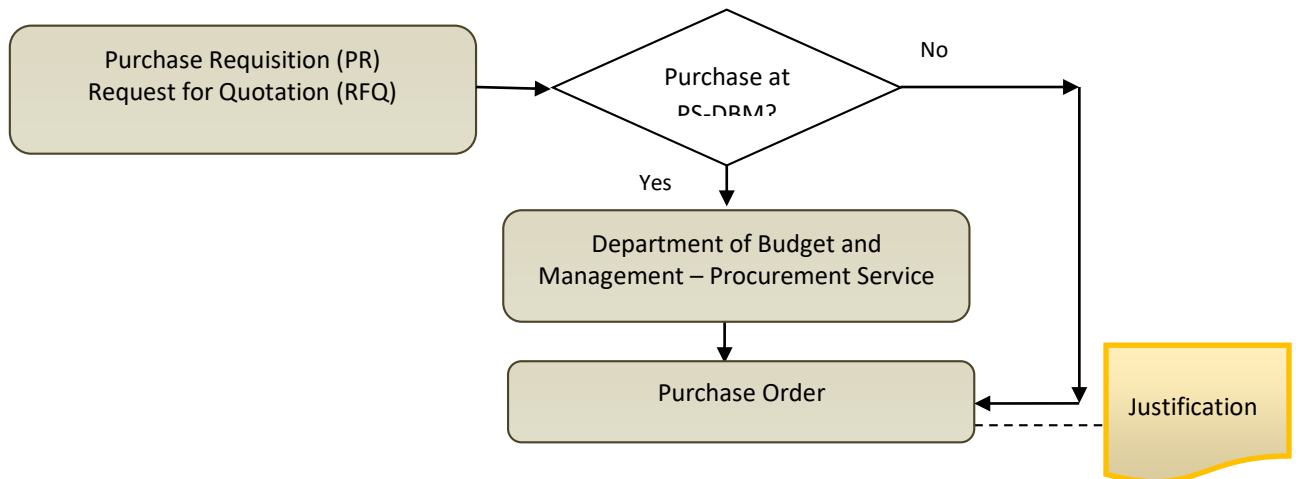 Purchase Requisition (PR)
Request for Quotation (RFQ)
Purchase at
PS-DBM?
No
Yes
Department of Budget and
Management – Procurement Service
Purchase Order
Justification